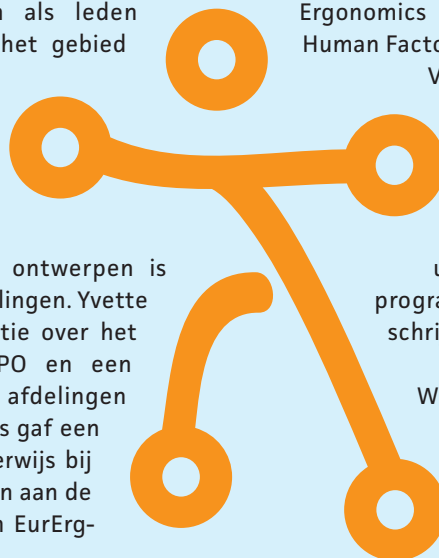 als leden
het gebied
ontwerpen is
lingen. Yvette
tie over het
PO en een
afdelingen
s gaf een
erwijs bij
n aan de
EurErg-
Ergonomics
Human Facto
V
progra
schri
W